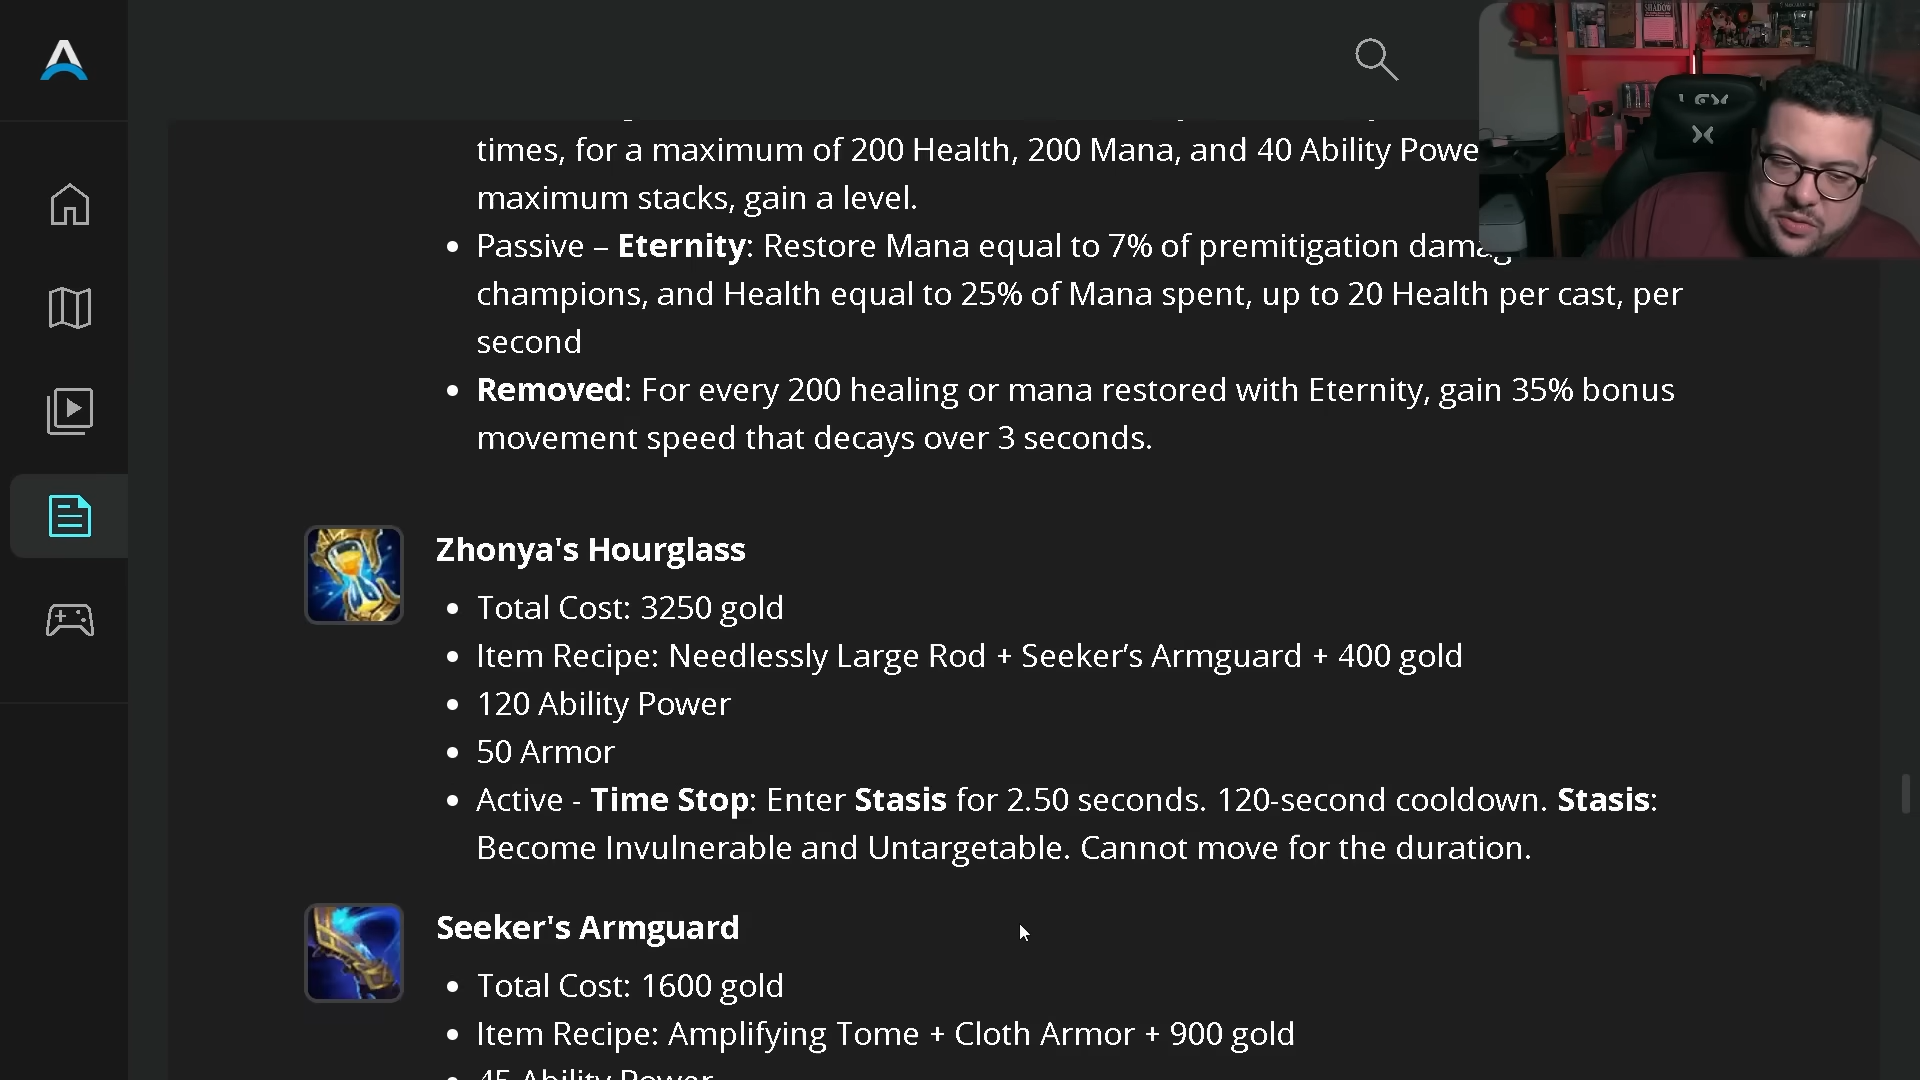 times, for a maximum of 200 Health, 200 Mana, and 40 Ability Powe
maximum stacks, gain a level.
Passive – Eternity: Restore Mana equal to 7% of premitigation damag
champions, and Health equal to 25% of Mana spent, up to 20 Health per cast, per
second
Removed: For every 200 healing or mana restored with Eternity, gain 35% bonus
movement speed that decays over 3 seconds.
Zhonya's Hourglass
Total Cost: 3250 gold
Item Recipe: Needlessly Large Rod + Seeker’s Armguard + 400 gold
120 Ability Power
50 Armor
Active - Time Stop: Enter Stasis for 2.50 seconds. 120-second cooldown. Stasis:
Become Invulnerable and Untargetable. Cannot move for the duration.
Seeker's Armguard
Total Cost: 1600 gold
Item Recipe: Amplifying Tome + Cloth Armor + 900 gold
45 Ability Power
SHADOW